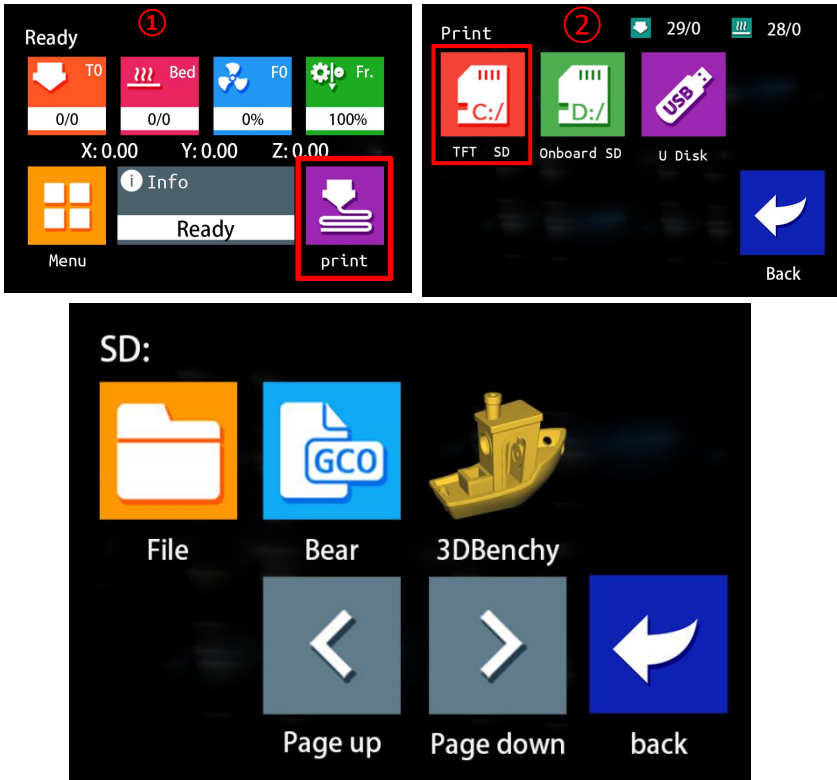 ①
Ready
T0
Bed
F0
Fr.
0/0
0/0
0%
100%
X: 0.00 Y: 0.00 Z: 0.00
Info
Ready
Menu
print
Print
②
29/0
28/0
C:/
D:/
USB
TFT SD
Onboard SD
U Disk
Back
SD:
GCO
File
Bear
3DBenchy
Page up
Page down
back